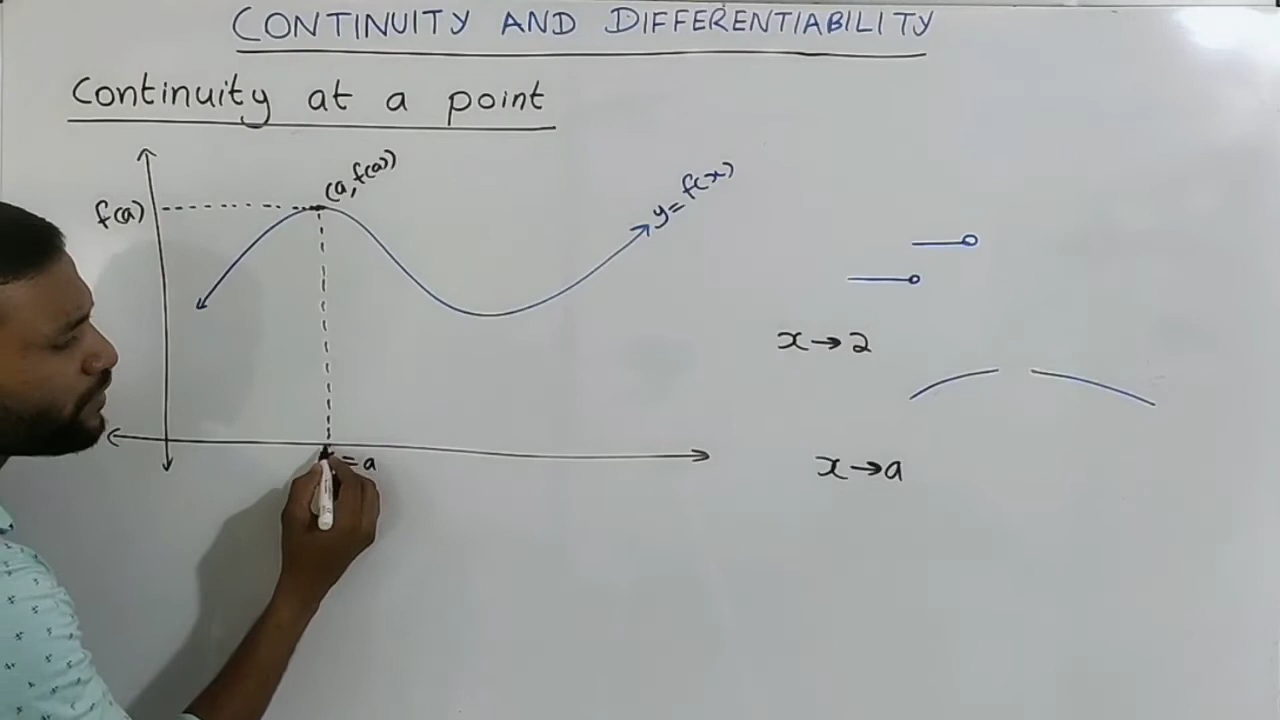 CONTINUITY AND DIFFERENTIABILITY
Continuity at a point
(a, f(a))
f(a)
y = f(x)
x→2
= a
x→a